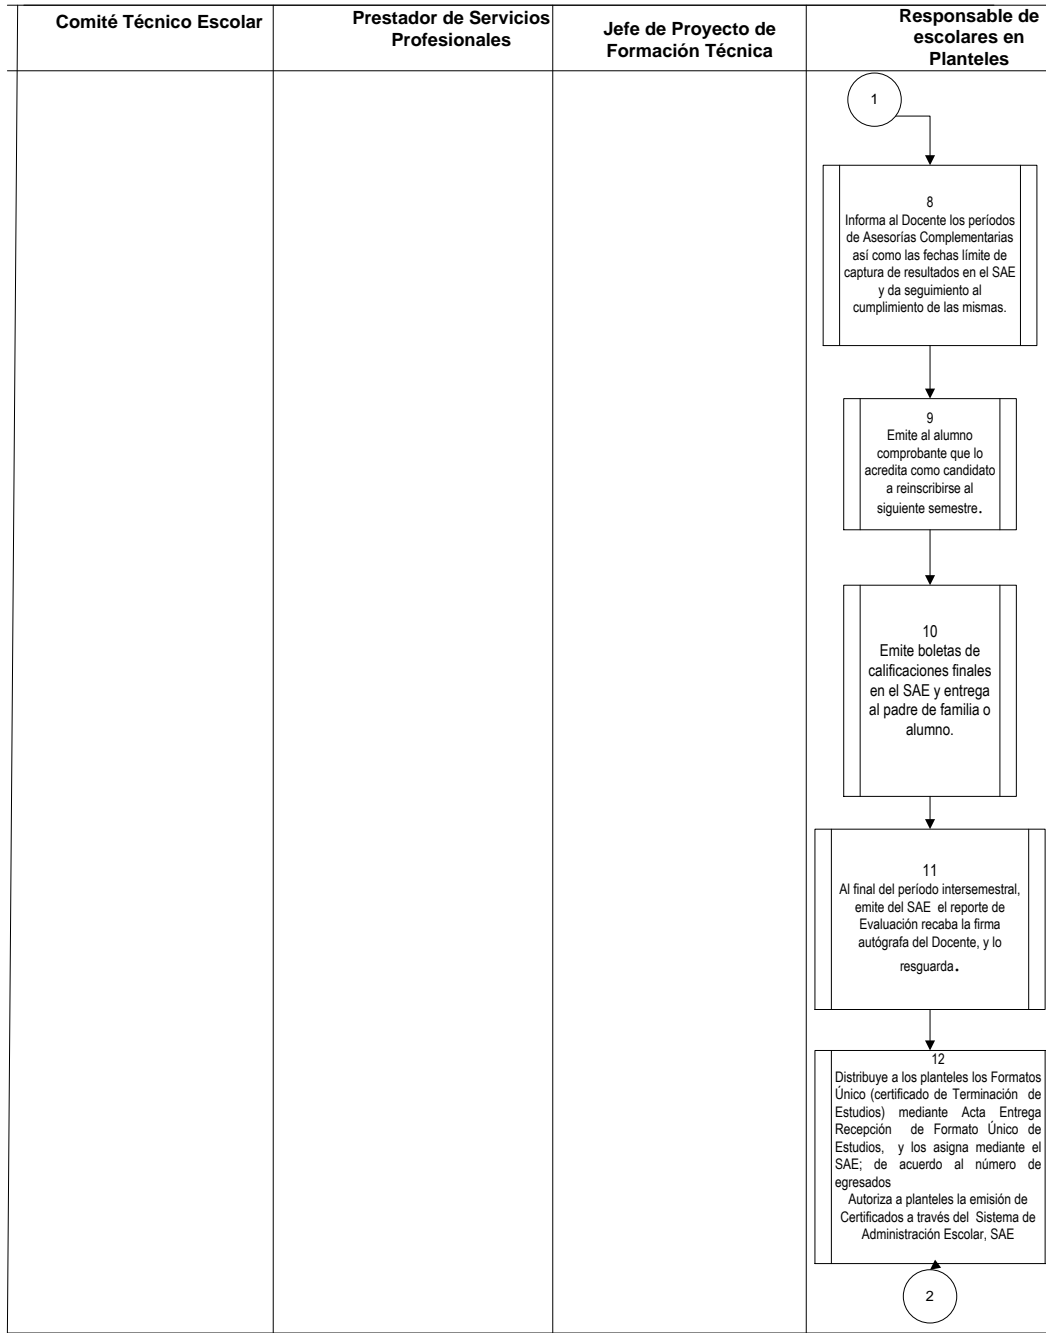 Comité Técnico Escolar
Prestador de Servicios
Profesionales
Jefe de Proyecto de
Formación Técnica
Responsable de
escolares en
Planteles
1
8
Informa al Docente los períodos
de Asesorías Complementarias
así como las fechas límite de
captura de resultados en el SAE
y da seguimiento al
cumplimiento de las mismas.
9
Emite al alumno
comprobante que lo
acredita como candidato
a reinscribirse al
siguiente semestre.
10
Emite boletas de
calificaciones finales
en el SAE y entrega
al padre de familia o
alumno.
11
Al final del período intersemestral,
emite del SAE el reporte de
Evaluación recaba la firma
autógrafa del Docente, y lo
resguarda.
12
Distribuye a los planteles los Formatos
Único (certificado de Terminación de
Estudios) mediante Acta Entrega
Recepción de Formato Único de
Estudios, y los asigna mediante el
SAE; de acuerdo al número de
egresados
Autoriza a planteles la emisión de
Certificados a través del Sistema de
Administración Escolar, SAE
2